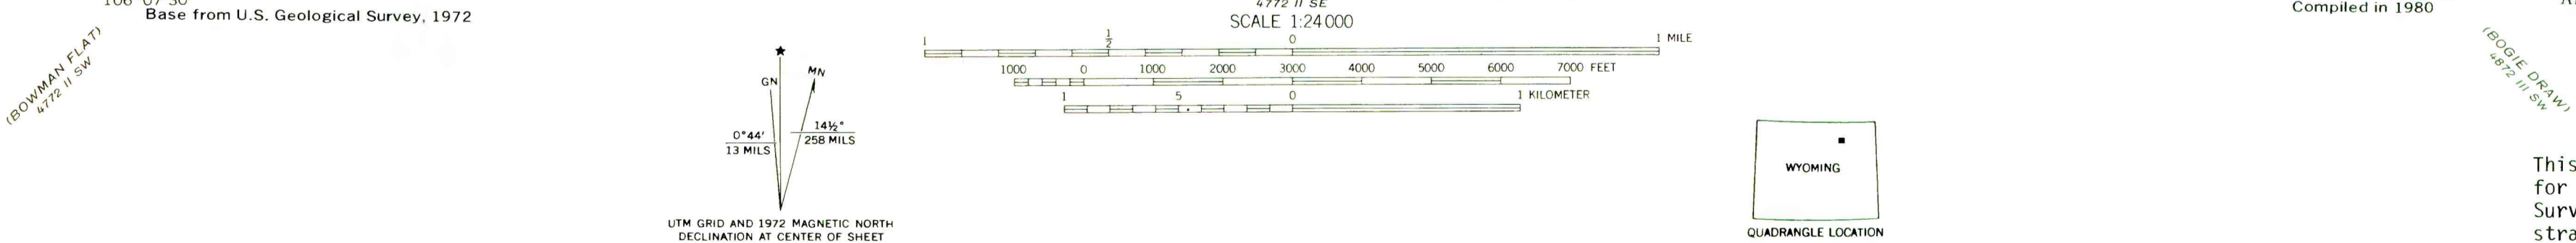 Base from U.S. Geological Survey, 1972
(BOWMAN FLAT)
4772 II SW
4772 II SE
SCALE 1:24 000
1 ½ 0 1 MILE
1000 0 1000 2000 3000 4000 5000 6000 7000 FEET
1 5 0 1 KILOMETER
GN
MN
0°44'
13 MILS
14½°
258 MILS
UTM GRID AND 1972 MAGNETIC NORTH
DECLINATION AT CENTER OF SHEET
WYOMING
QUADRANGLE LOCATION
Compiled in 1980
(BOGIE DRAW)
4872 III SW
This
for
Surv
stra